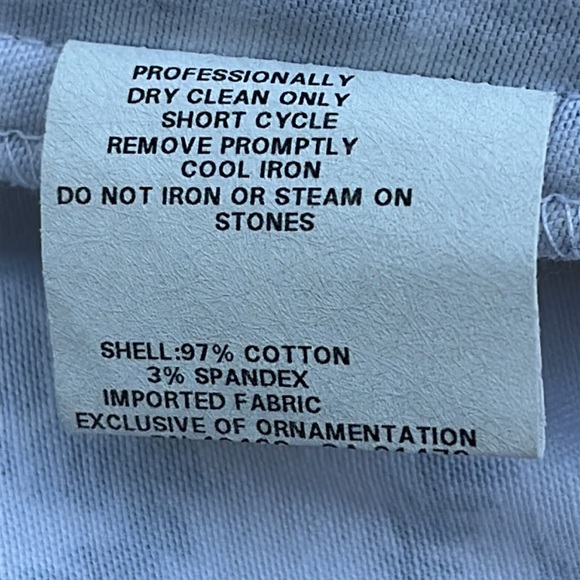 PROFESSIONALLY
DRY CLEAN ONLY
SHORT CYCLE
REMOVE PROMPTLY
COOL IRON
DO NOT IRON OR STEAM ON
STONES
SHELL:97% COTTON
3% SPANDEX
IMPORTED FABRIC
EXCLUSIVE OF ORNAMENTATION